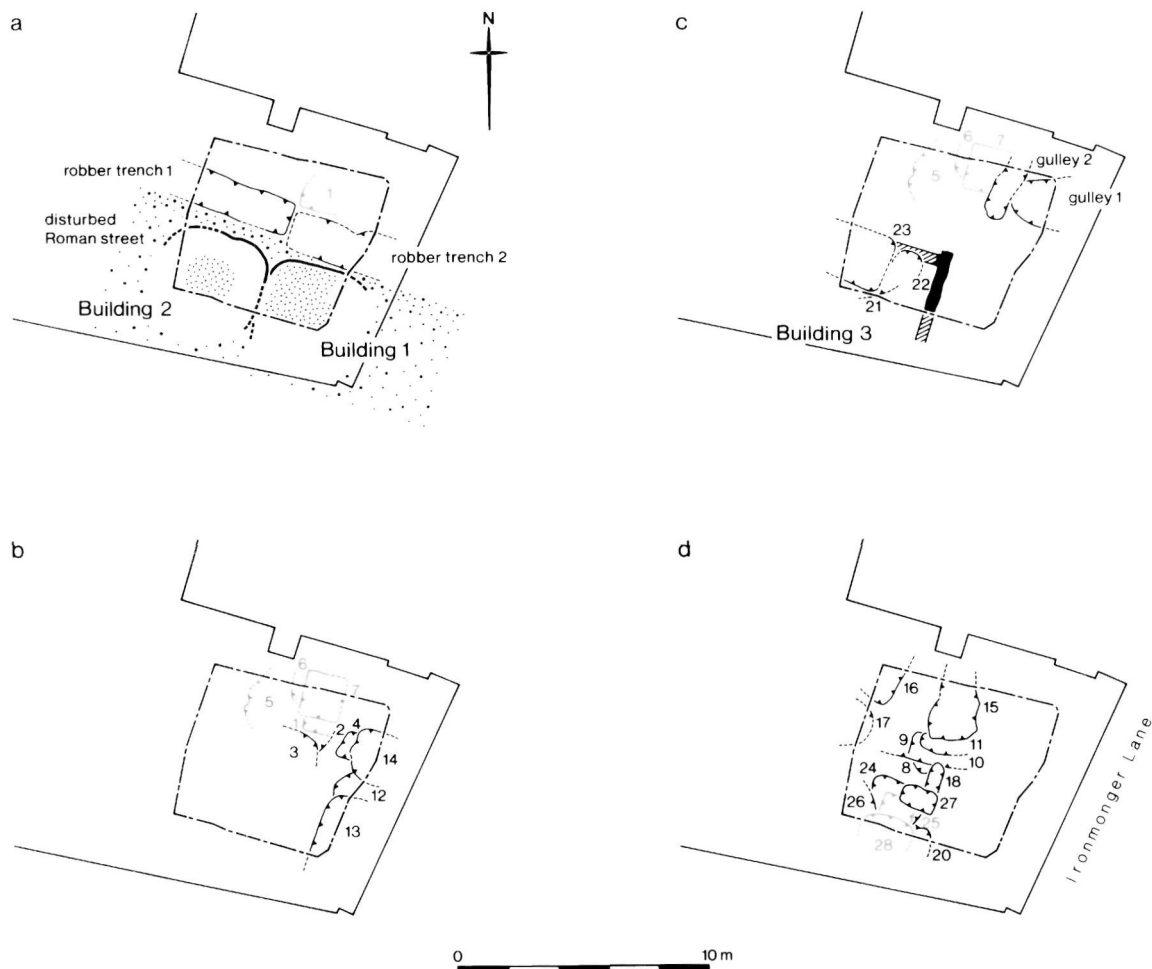 a
N
robber trench 1
1
disturbed
Roman street
robber trench 2
Building 2
Building 1
c
6
7
5
gulley 2
gulley 1
23
22
21
Building 3
b
6
5
7
1
2
4
3
14
12
13
d
16
15
17
9
11
10
8
18
24
26
27
25
28
20
Ironmonger Lane
0
10 m